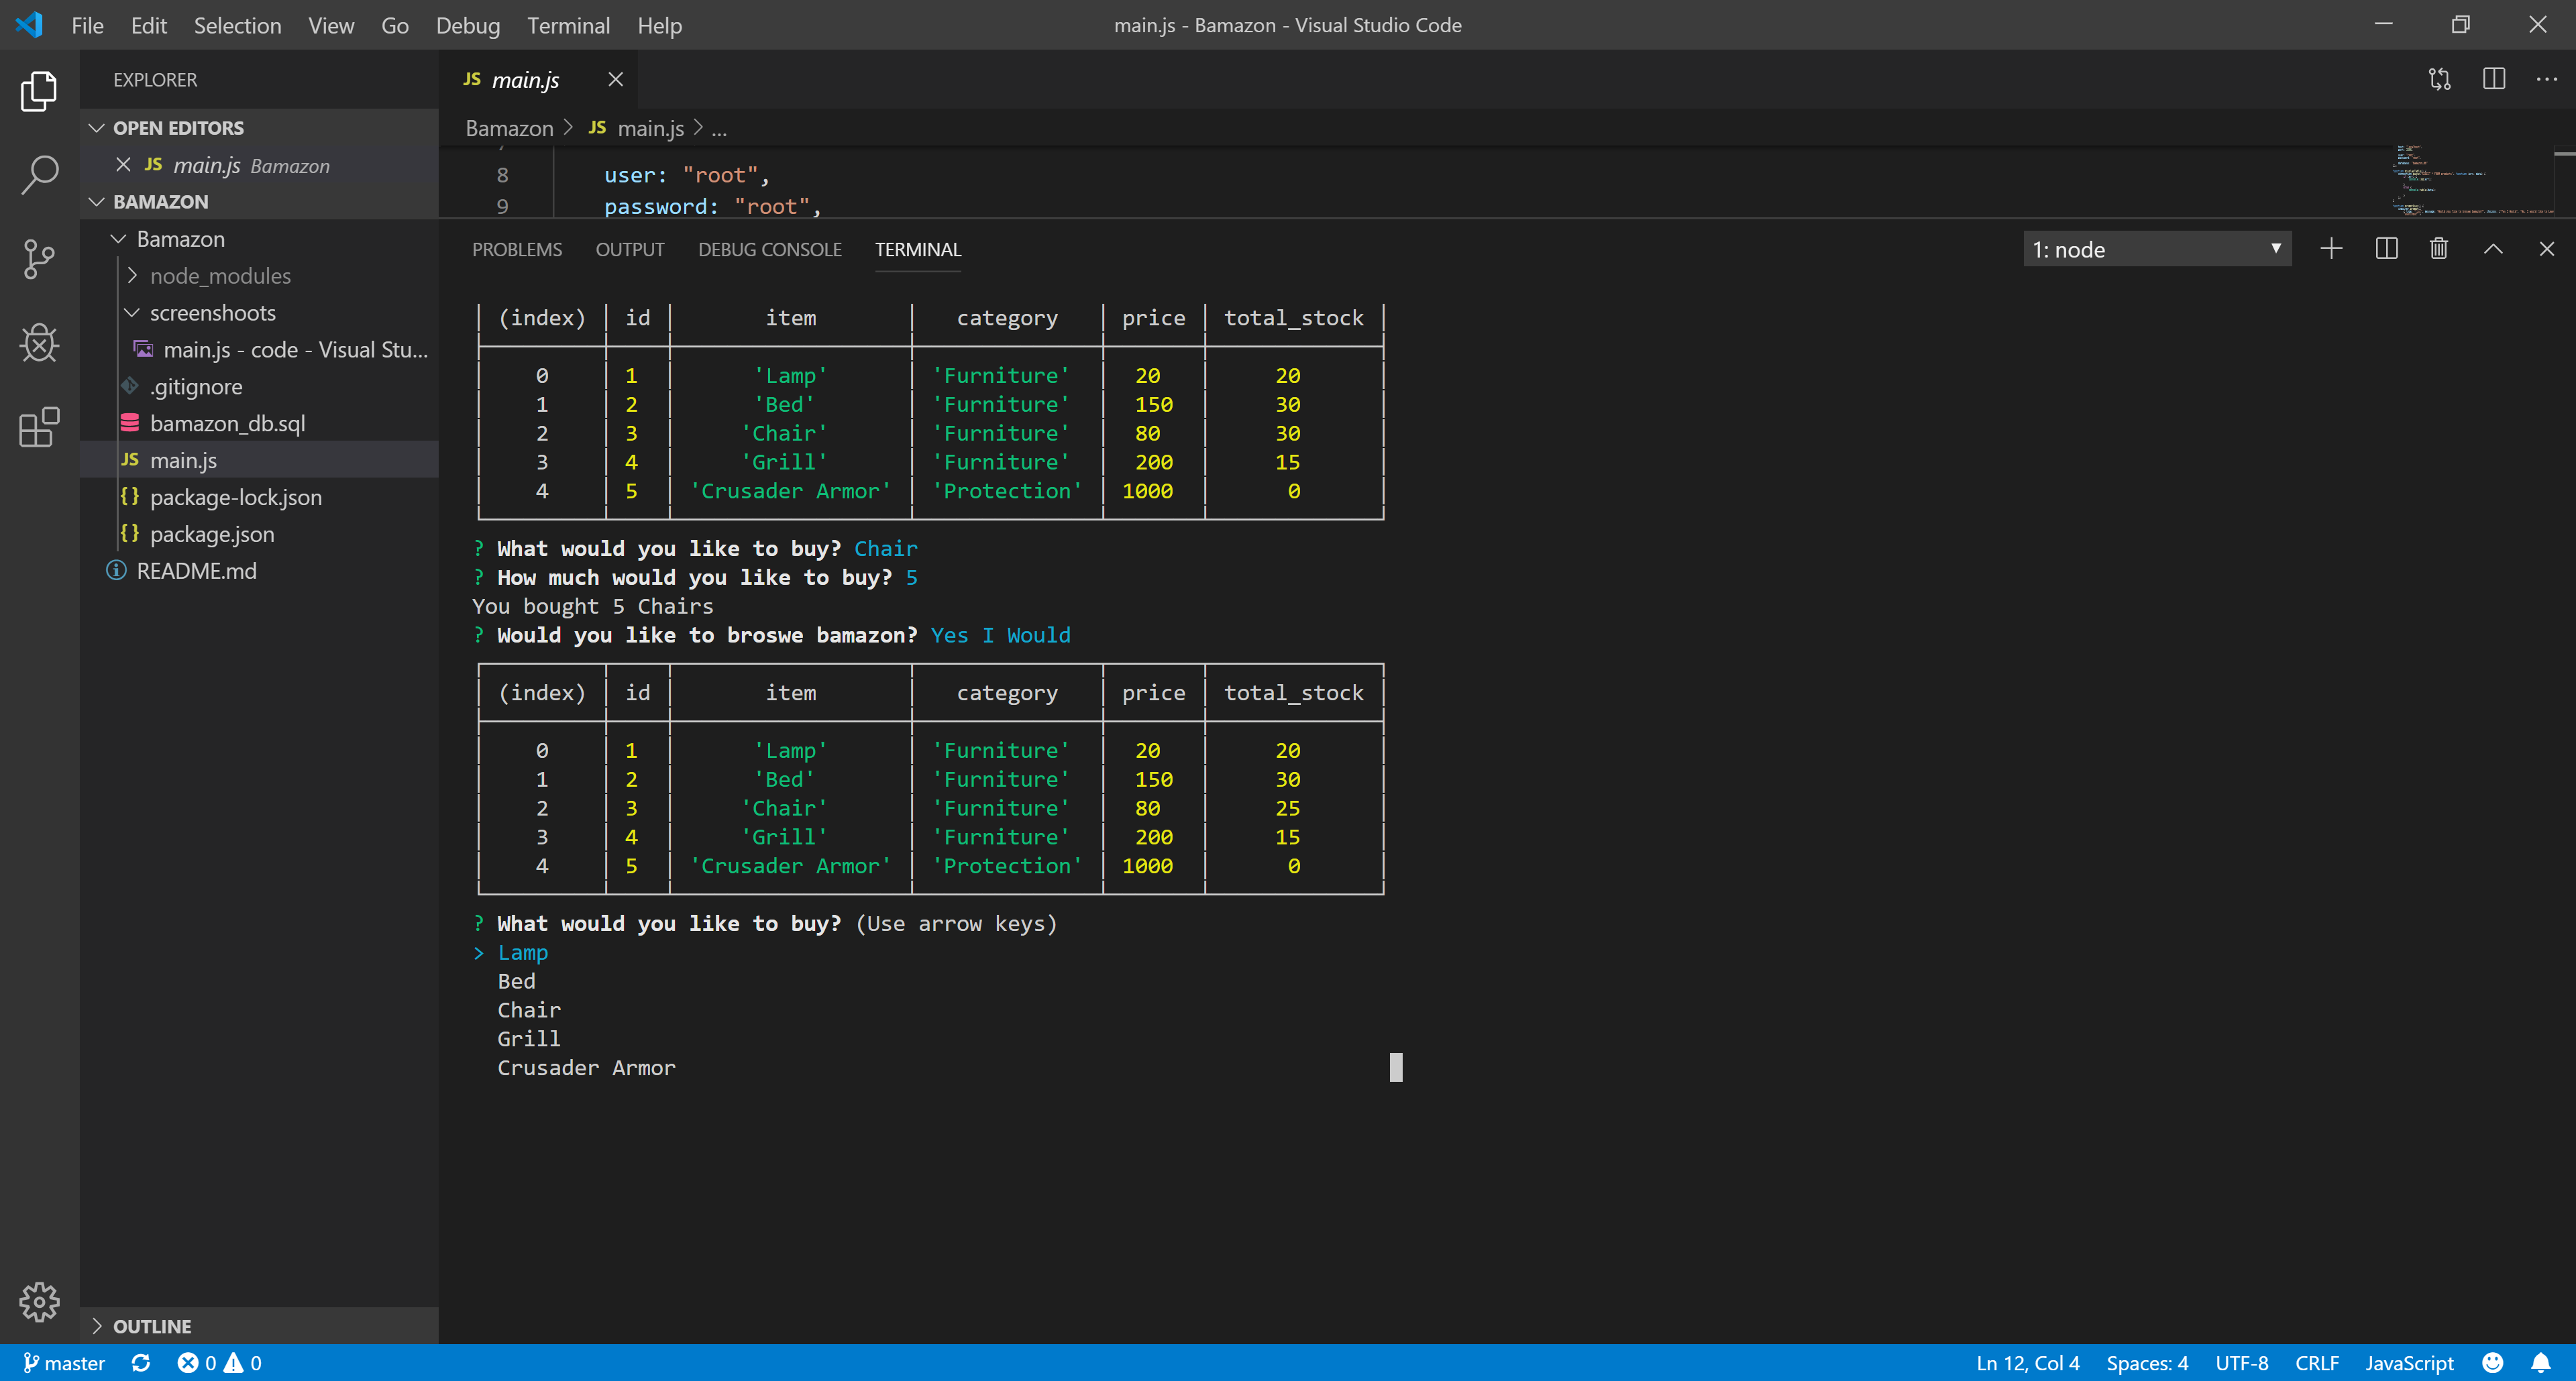 File Edit Selection View Go Debug Terminal Help
main.js - Bamazon - Visual Studio Code
EXPLORER
OPEN EDITORS
JS main.js Bamazon
BAMAZON
Bamazon
node_modules
screenshoots
main.js - code - Visual Stu...
.gitignore
bamazon_db.sql
JS main.js
{} package-lock.json
{} package.json
README.md
OUTLINE
JS main.js
Bamazon > JS main.js > ...
8 user: "root",
9 password: "root",
PROBLEMS OUTPUT DEBUG CONSOLE TERMINAL
1: node
(index) id item category price total_stock
0 1 'Lamp' 'Furniture' 20 20
1 2 'Bed' 'Furniture' 150 30
2 3 'Chair' 'Furniture' 80 30
3 4 'Grill' 'Furniture' 200 15
4 5 'Crusader Armor' 'Protection' 1000 0
? What would you like to buy? Chair
? How much would you like to buy? 5
You bought 5 Chairs
? Would you like to broswe bamazon? Yes I Would
(index) id item category price total_stock
0 1 'Lamp' 'Furniture' 20 20
1 2 'Bed' 'Furniture' 150 30
2 3 'Chair' 'Furniture' 80 25
3 4 'Grill' 'Furniture' 200 15
4 5 'Crusader Armor' 'Protection' 1000 0
? What would you like to buy? (Use arrow keys)
> Lamp
Bed
Chair
Grill
Crusader Armor
master 0 0
Ln 12, Col 4 Spaces: 4 UTF-8 CRLF JavaScript